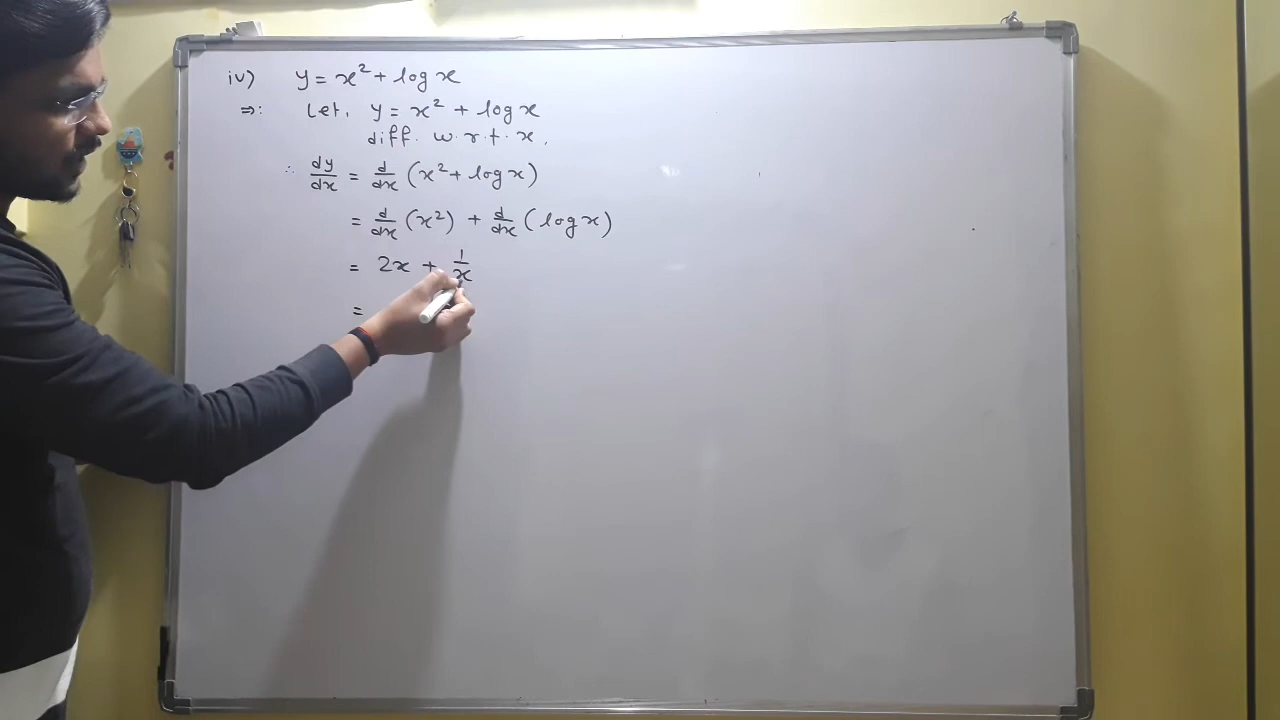 iv) y = x² + log x
⇒: Let, y = x² + log x
diff. w.r.t. x,
∴ dy/dx = d/dx (x² + log x)
= d/dx (x²) + d/dx (log x)
= 2x + 1/x
=